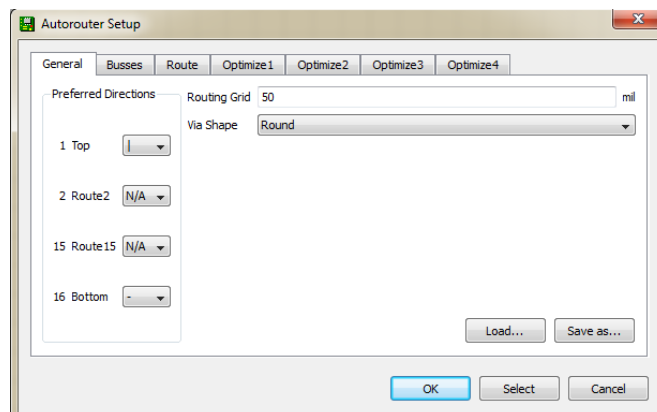 Autorouter Setup
x
General Busses Route Optimize1 Optimize2 Optimize3 Optimize4
Preferred Directions
Routing Grid 50 mil
Via Shape Round
1 Top |
2 Route2 N/A
15 Route15 N/A
16 Bottom -
Load... Save as...
OK Select Cancel